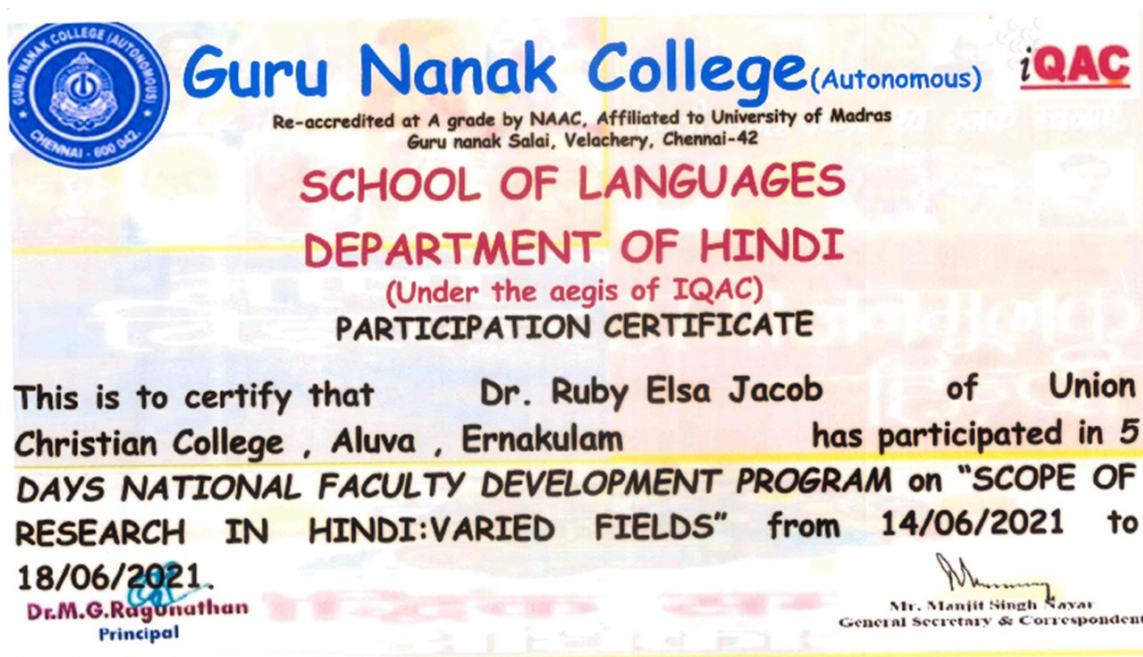 GURU NANAK COLLEGE (AUTONOMOUS)
CHENNAI - 600 042.
Guru Nanak College(Autonomous)
iQAC
Re-accredited at A grade by NAAC, Affiliated to University of Madras
Guru nanak Salai, Velachery, Chennai-42
SCHOOL OF LANGUAGES
DEPARTMENT OF HINDI
(Under the aegis of IQAC)
PARTICIPATION CERTIFICATE
This is to certify that Dr. Ruby Elsa Jacob of Union
Christian College , Aluva , Ernakulam has participated in 5
DAYS NATIONAL FACULTY DEVELOPMENT PROGRAM on “SCOPE OF
RESEARCH IN HINDI:VARIED FIELDS” from 14/06/2021 to
18/06/2021.
Dr.M.G.Ragunathan
Principal
Mr. Manjit Singh Nayar
General Secretary & Correspondent